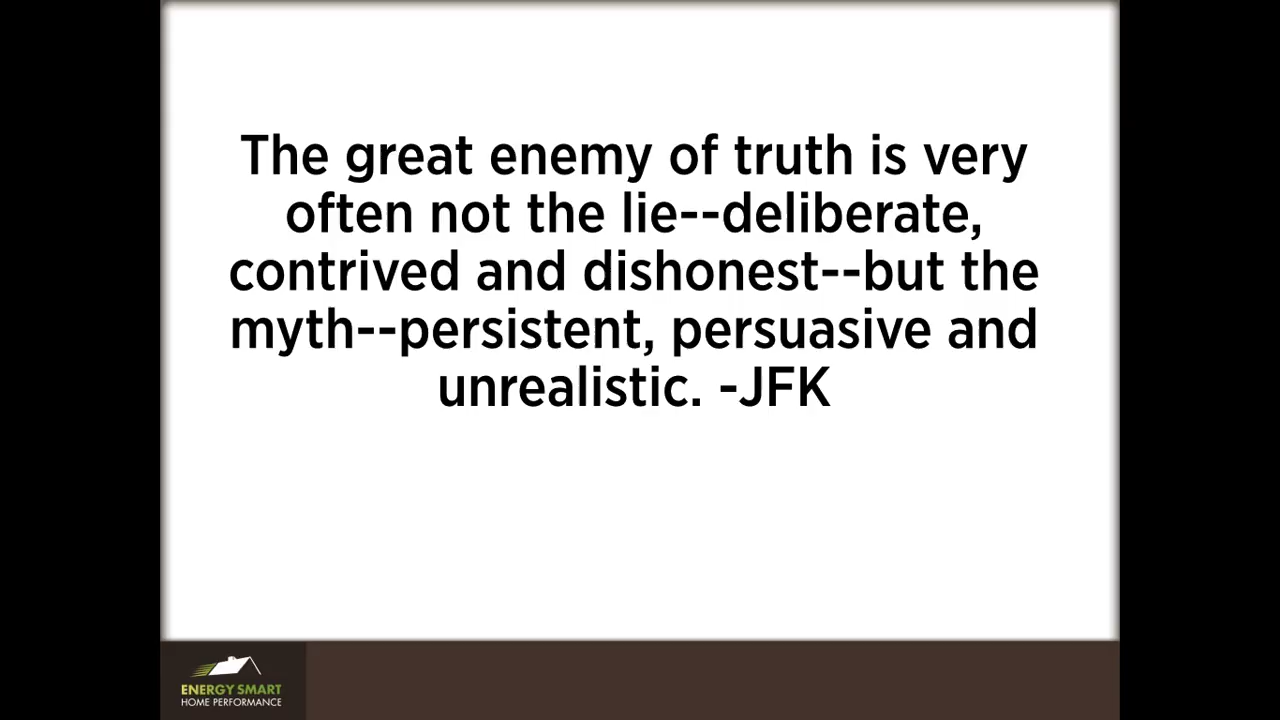 The great enemy of truth is very
often not the lie--deliberate,
contrived and dishonest--but the
myth--persistent, persuasive and
unrealistic. -JFK
ENERGY SMART
HOME PERFORMANCE